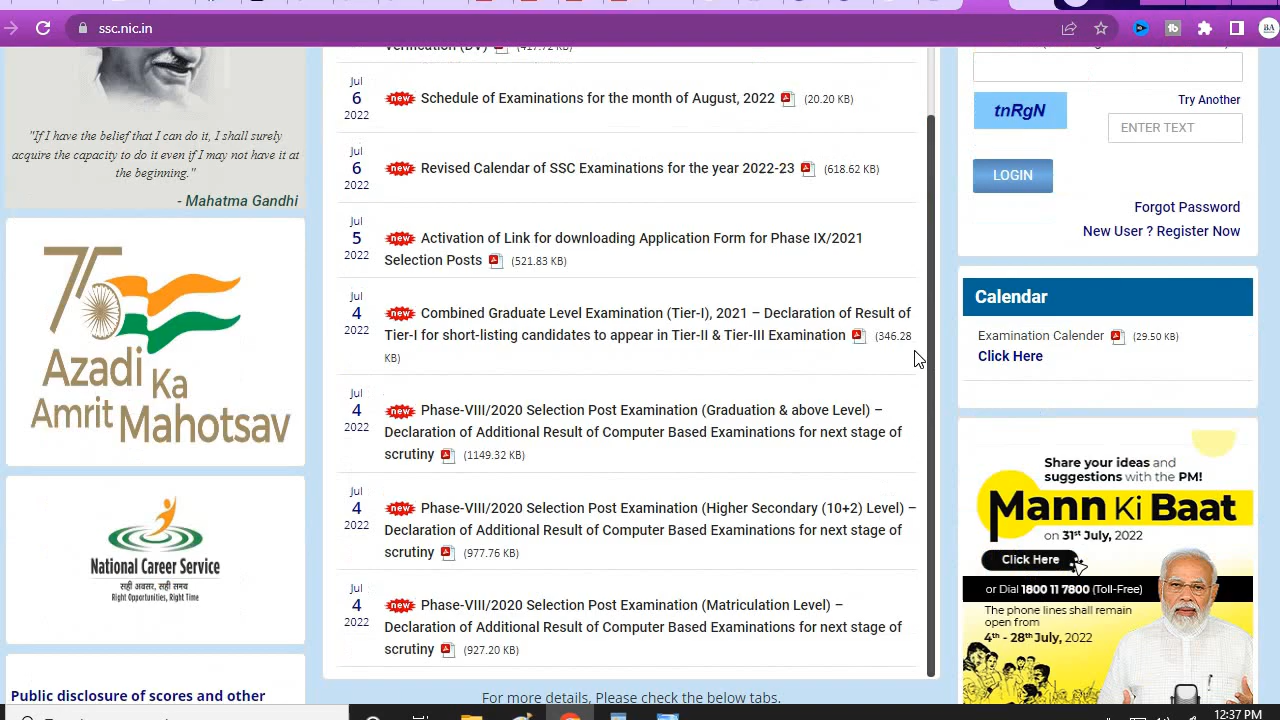 ssc.nic.in
BA
"If I have the belief that I can do it, I shall surely
acquire the capacity to do it even if I may not have it at
the beginning."
- Mahatma Gandhi
75
Azadi Ka
Amrit Mahotsav
National Career Service
सही अवसर, सही समय
Right Opportunities, Right Time
Public disclosure of scores and other
Verification (DV) (417.72 KB)
Jul
6
2022
new Schedule of Examinations for the month of August, 2022 (20.20 KB)
Jul
6
2022
new Revised Calendar of SSC Examinations for the year 2022-23 (618.62 KB)
Jul
5
2022
new Activation of Link for downloading Application Form for Phase IX/2021
Selection Posts (521.83 KB)
Jul
4
2022
new Combined Graduate Level Examination (Tier-I), 2021 – Declaration of Result of
Tier-I for short-listing candidates to appear in Tier-II & Tier-III Examination (346.28
KB)
Jul
4
2022
new Phase-VIII/2020 Selection Post Examination (Graduation & above Level) –
Declaration of Additional Result of Computer Based Examinations for next stage of
scrutiny (1149.32 KB)
Jul
4
2022
new Phase-VIII/2020 Selection Post Examination (Higher Secondary (10+2) Level) –
Declaration of Additional Result of Computer Based Examinations for next stage of
scrutiny (977.76 KB)
Jul
4
2022
new Phase-VIII/2020 Selection Post Examination (Matriculation Level) –
Declaration of Additional Result of Computer Based Examinations for next stage of
scrutiny (927.20 KB)
For more details, Please check the below tabs.
tnRgN
Try Another
ENTER TEXT
LOGIN
Forgot Password
New User ? Register Now
Calendar
Examination Calender (29.50 KB)
Click Here
Share your ideas and
suggestions with the PM!
Mann Ki Baat
on 31st July, 2022
Click Here
or Dial 1800 11 7800 (Toll-Free)
The phone lines shall remain
open from
4th - 28th July, 2022
12:37 PM